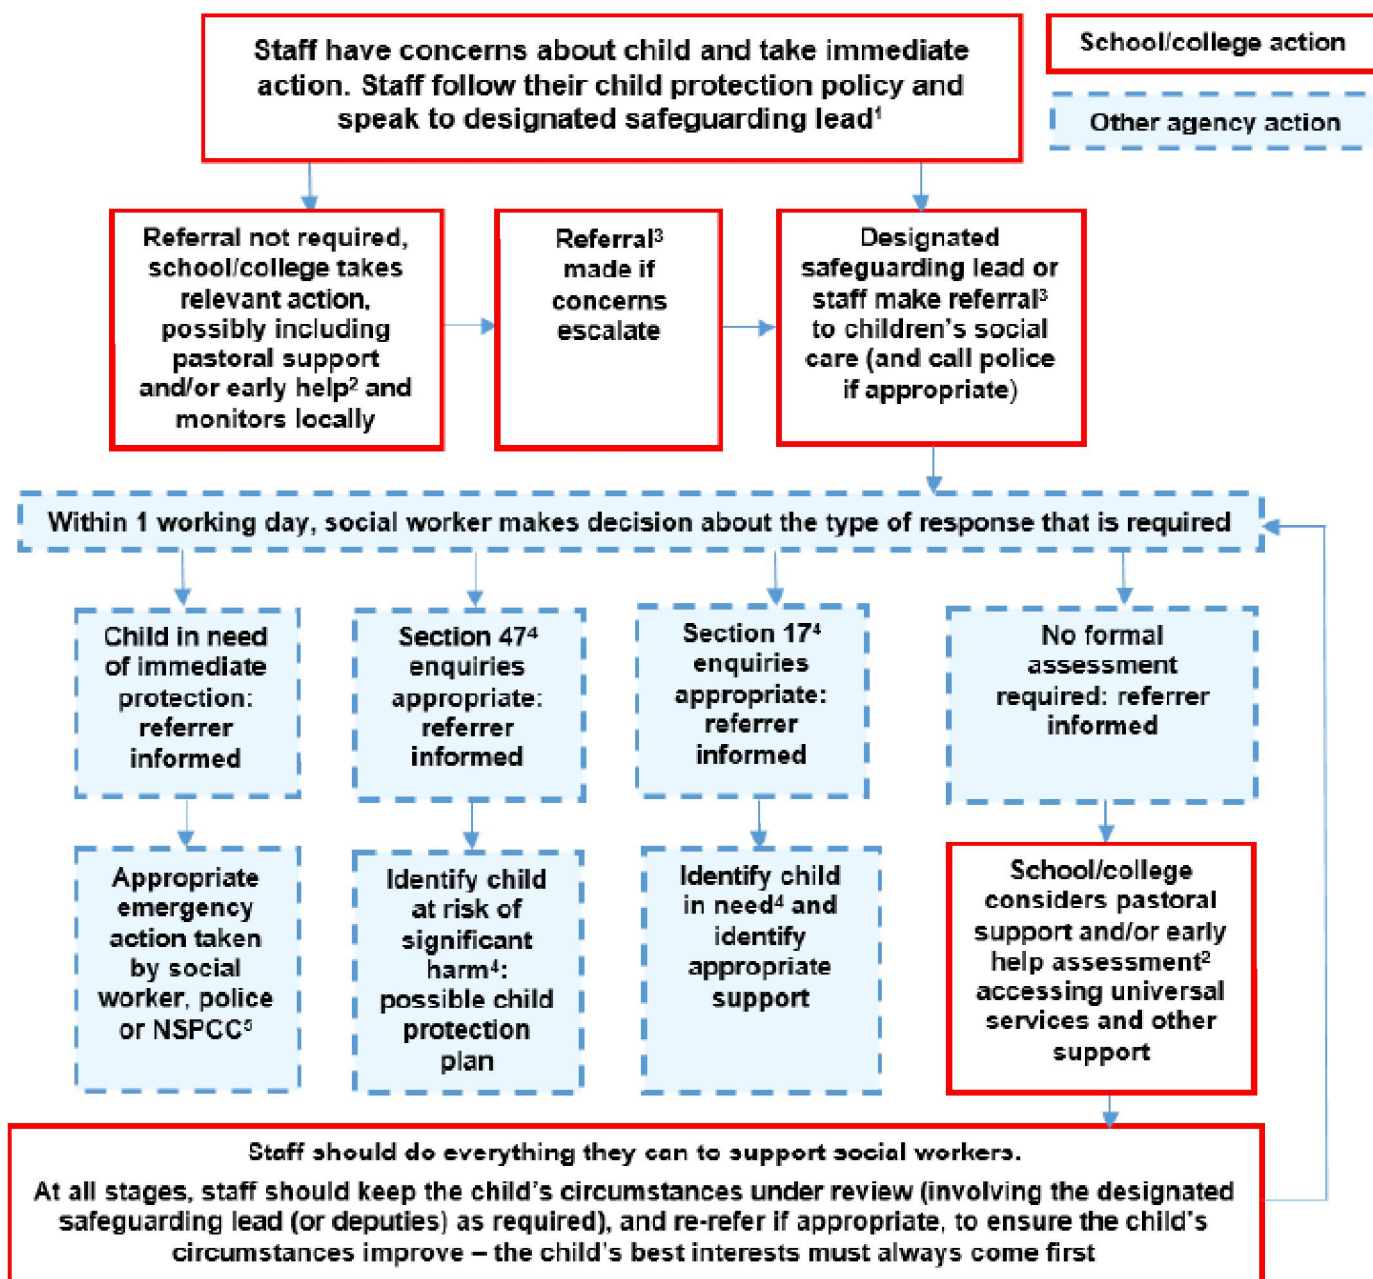 Staff have concerns about child and take immediate
action. Staff follow their child protection policy and
speak to designated safeguarding lead¹
School/college action
Other agency action
Referral not required,
school/college takes
relevant action,
possibly including
pastoral support
and/or early help² and
monitors locally
Referral³
made if
concerns
escalate
Designated
safeguarding lead or
staff make referral³
to children's social
care (and call police
if appropriate)
Within 1 working day, social worker makes decision about the type of response that is required
Child in need
of immediate
protection:
referrer
informed
Section 47⁴
enquiries
appropriate:
referrer
informed
Section 17⁴
enquiries
appropriate:
referrer
informed
No formal
assessment
required: referrer
informed
Appropriate
emergency
action taken
by social
worker, police
or NSPCC⁵
Identify child
at risk of
significant
harm⁴:
possible child
protection
plan
Identify child
in need⁴ and
identify
appropriate
support
School/college
considers pastoral
support and/or early
help assessment²
accessing universal
services and other
support
Staff should do everything they can to support social workers.
At all stages, staff should keep the child's circumstances under review (involving the designated
safeguarding lead (or deputies) as required), and re-refer if appropriate, to ensure the child's
circumstances improve – the child's best interests must always come first